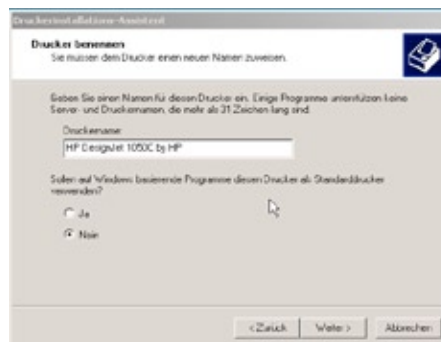 Druckerinstallations-Assistent
Drucker benennen
Sie müssen dem Drucker einen neuen Namen zuweisen.
Geben Sie einen Namen für diesen Drucker ein. Einige Programme unterstützen keine
Server- und Druckernamen, die mehr als 31 Zeichen lang sind.
Druckername:
HP DesignJet 1050C by HP
Sollen auf Windows basierende Programme diesen Drucker als Standarddrucker
verwenden?
Ja
Nein
< Zurück
Weiter >
Abbrechen